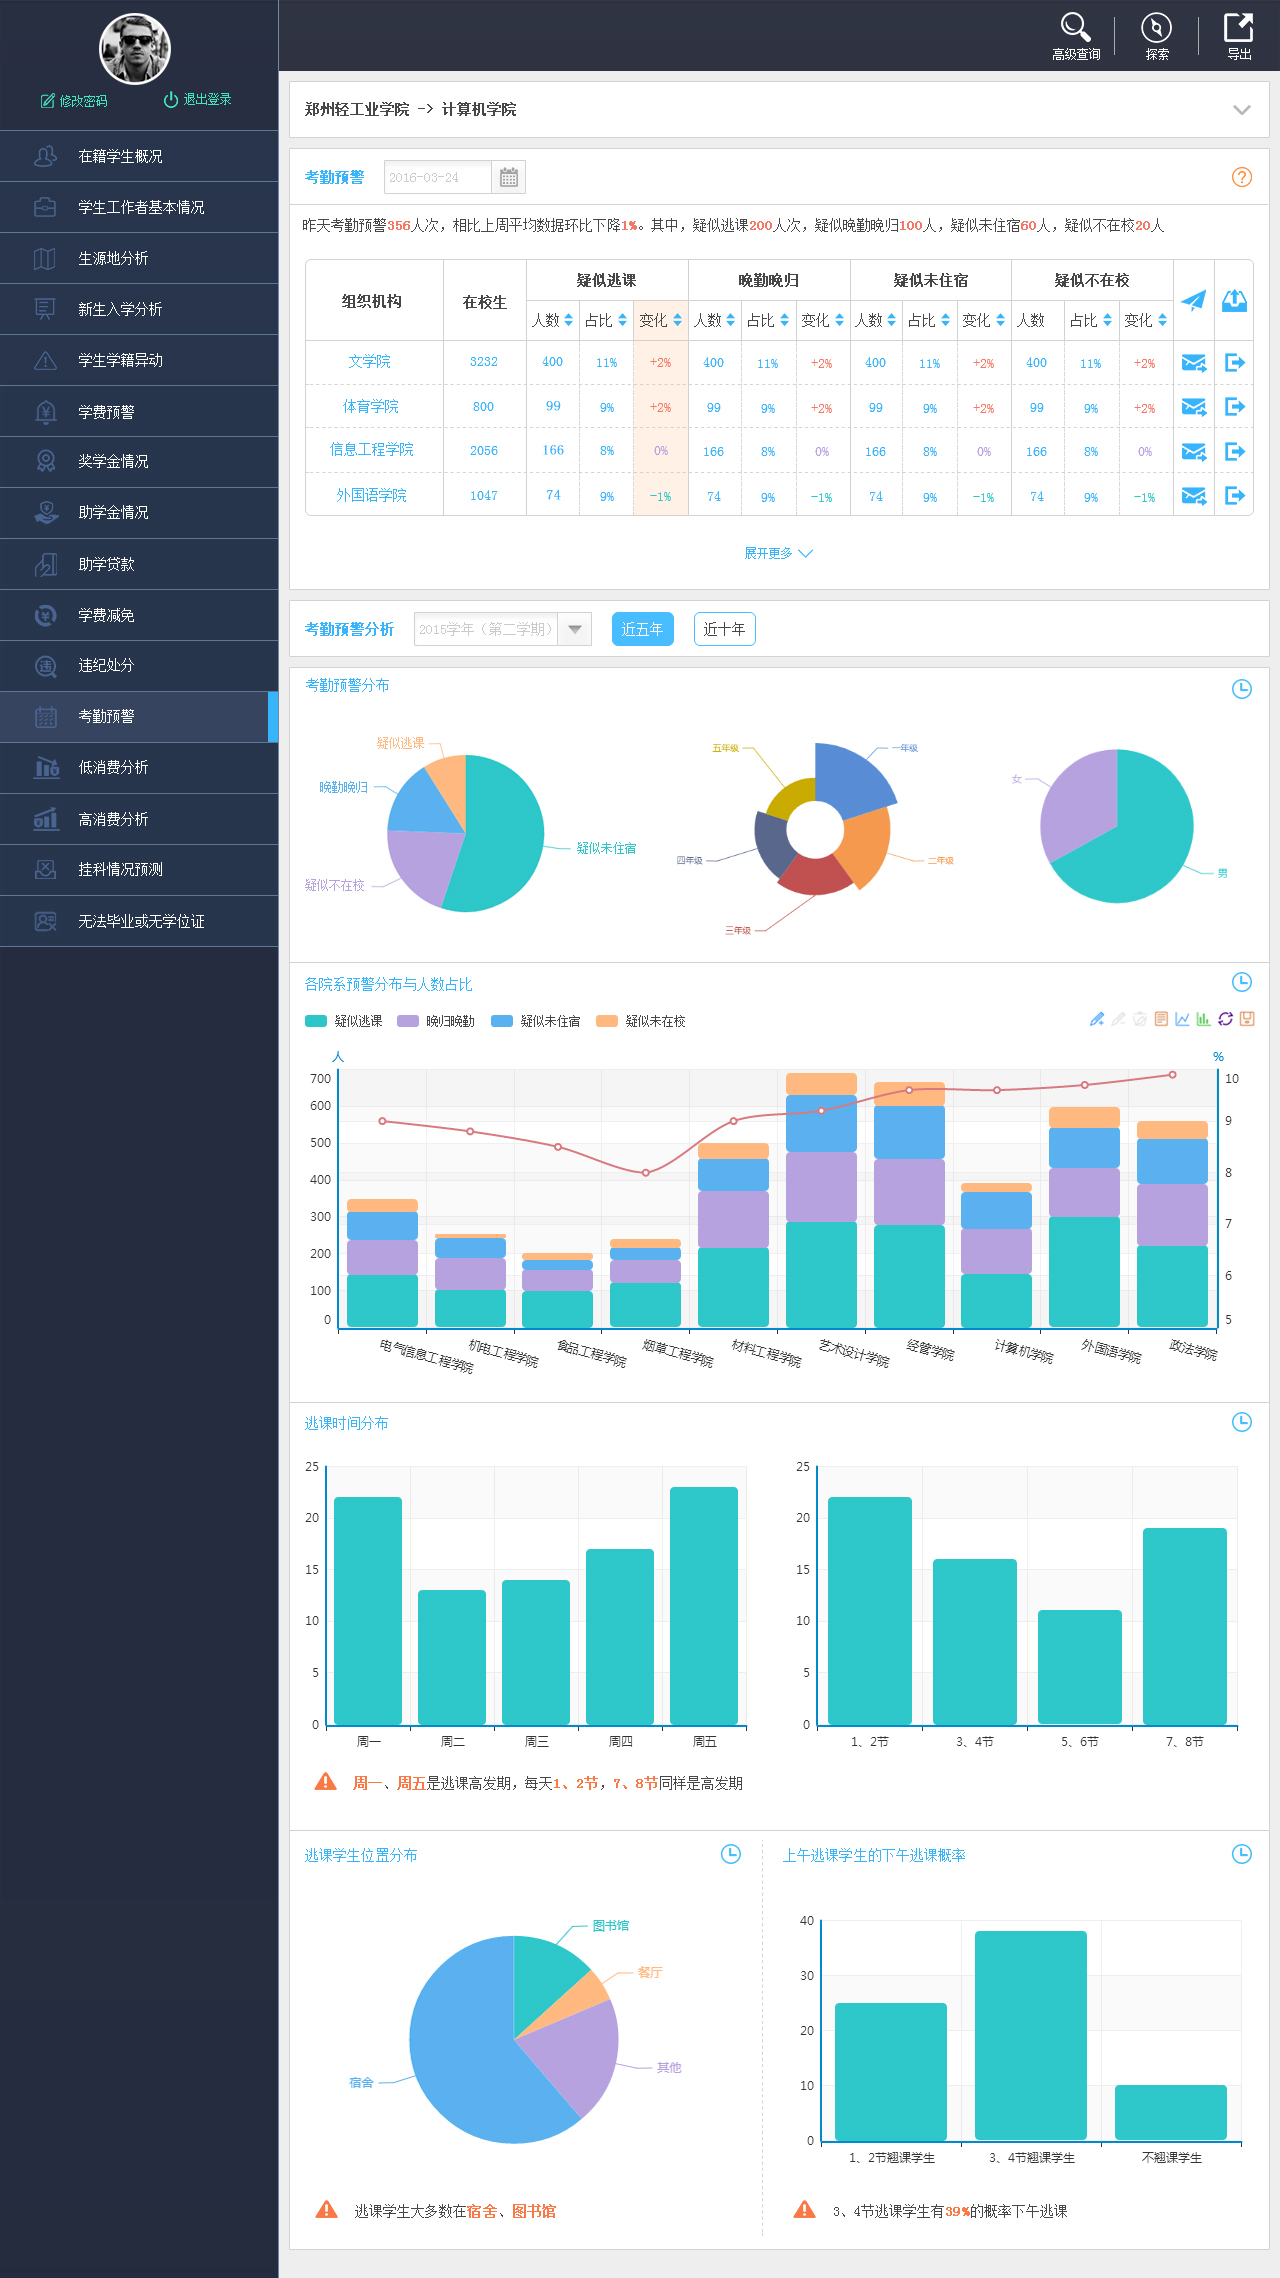 高级查询 探索 导出
修改密码 退出登录
在籍学生概况
学生工作者基本情况
生源地分析
新生入学分析
学生学籍异动
学费预警
奖学金情况
助学金情况
助学贷款
学费减免
违纪处分
考勤预警
低消费分析
高消费分析
挂科情况预测
无法毕业或无学位证
郑州轻工业学院 -> 计算机学院
考勤预警 2016-03-24
昨天考勤预警356人次，相比上周平均数据环比下降1%。其中，疑似逃课200人次，疑似晚勤晚归100人，疑似未住宿60人，疑似不在校20人
组织机构 在校生 疑似逃课 晚勤晚归 疑似未住宿 疑似不在校
人数 占比 变化 人数 占比 变化 人数 占比 变化 人数 占比 变化
文学院 3232 400 11% +2% 400 11% +2% 400 11% +2% 400 11% +2%
体育学院 800 99 9% +2% 99 9% +2% 99 9% +2% 99 9% +2%
信息工程学院 2056 166 8% 0% 166 8% 0% 166 8% 0% 166 8% 0%
外国语学院 1047 74 9% -1% 74 9% -1% 74 9% -1% 74 9% -1%
展开更多
考勤预警分析 2015学年（第二学期） 近五年 近十年
考勤预警分布
疑似逃课
晚勤晚归
疑似未住宿
疑似不在校
五年级 一年级
四年级 二年级
三年级
女
男
各院系预警分布与人数占比
疑似逃课 晚归晚勤 疑似未住宿 疑似未在校
人 %
700 10
600
500 9
400 8
300 7
200
100 6
0 5
电气信息工程学院 机电工程学院 食品工程学院 烟草工程学院 材料工程学院 艺术设计学院 经管学院 计算机学院 外国语学院 政法学院
逃课时间分布
25
20
15
10
5
0
周一 周二 周三 周四 周五
25
20
15
10
5
0
1、2节 3、4节 5、6节 7、8节
周一、周五是逃课高发期，每天1、2节，7、8节同样是高发期
逃课学生位置分布
图书馆
餐厅
其他
宿舍
逃课学生大多数在宿舍、图书馆
上午逃课学生的下午逃课概率
40
30
20
10
0
1、2节翘课学生 3、4节翘课学生 不翘课学生
3、4节逃课学生有39%的概率下午逃课